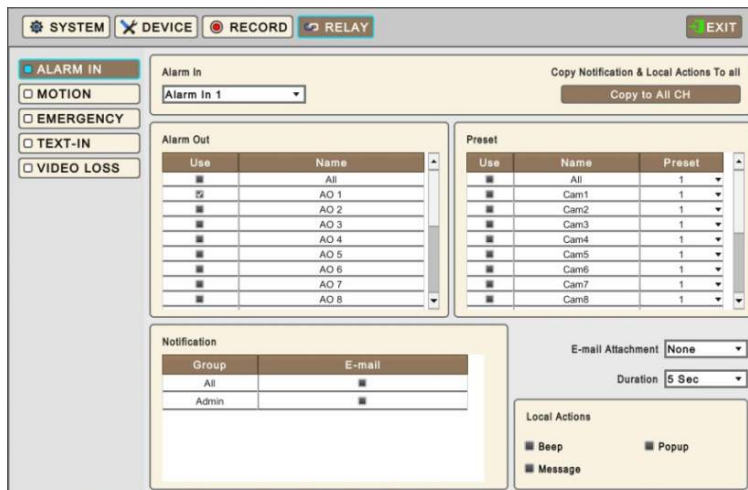 SYSTEM DEVICE RECORD RELAY EXIT
ALARM IN
MOTION
EMERGENCY
TEXT-IN
VIDEO LOSS
Alarm In
Alarm In 1
Copy Notification & Local Actions To all
Copy to All CH
Alarm Out
Use Name
All
AO 1
AO 2
AO 3
AO 4
AO 5
AO 6
AO 7
AO 8
Preset
Use Name Preset
All 1
Cam1 1
Cam2 1
Cam3 1
Cam4 1
Cam5 1
Cam6 1
Cam7 1
Cam8 1
Notification
Group E-mail
All
Admin
E-mail Attachment None
Duration 5 Sec
Local Actions
Beep Popup
Message